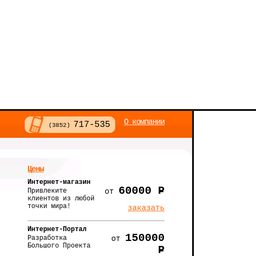 (3852) 717-535
О компании
Цены
Интернет-магазин
Привлеките
клиентов из любой
точки мира!
от 60000 ₽
заказать
Интернет-Портал
Разработка
Большого Проекта
от 150000
₽